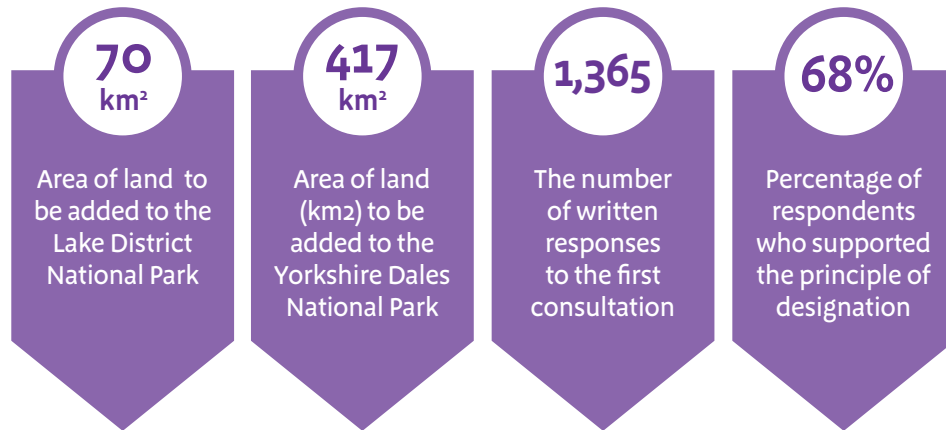 70
km²
Area of land to
be added to the
Lake District
National Park
417
km²
Area of land
(km2) to be
added to the
Yorkshire Dales
National Park
1,365
The number
of written
responses
to the first
consultation
68%
Percentage of
respondents
who supported
the principle of
designation